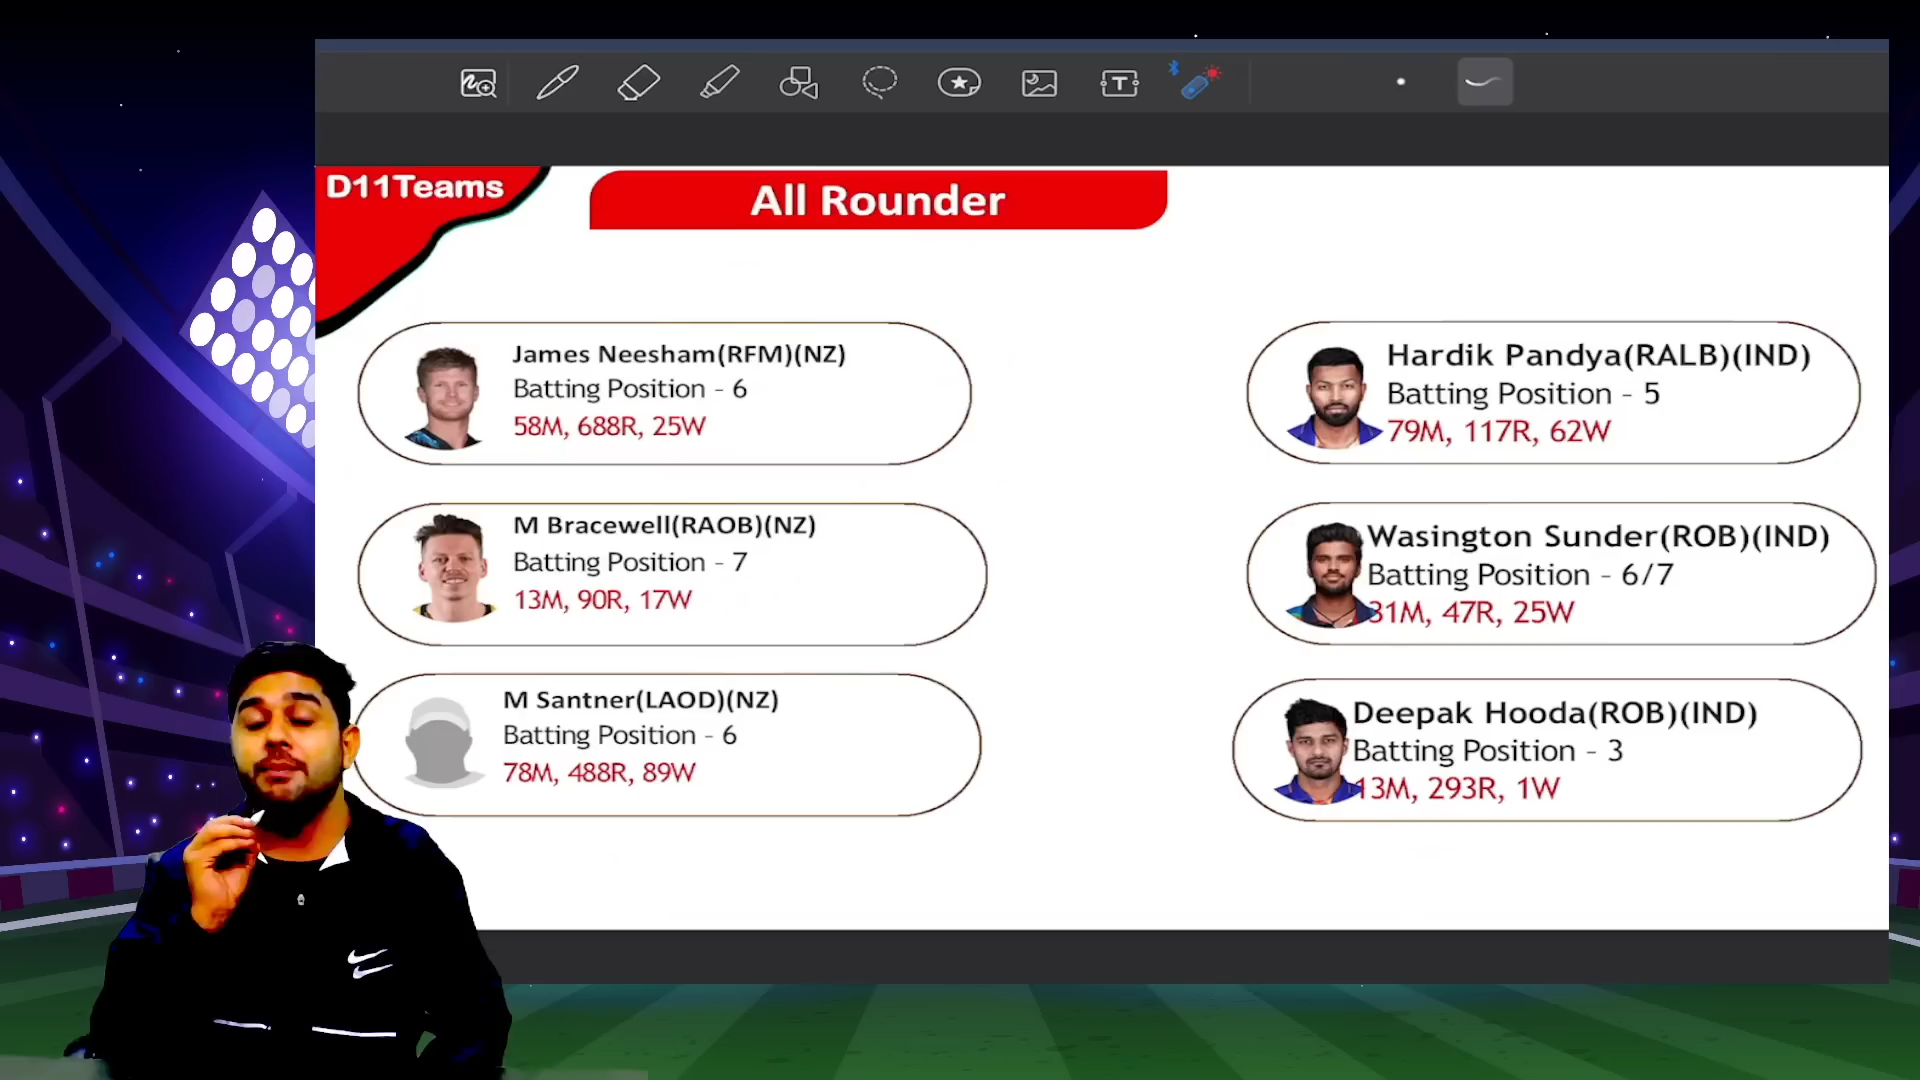 D11Teams
All Rounder
James Neesham(RFM)(NZ)
Batting Position - 6
58M, 688R, 25W
M Bracewell(RAOB)(NZ)
Batting Position - 7
13M, 90R, 17W
M Santner(LAOD)(NZ)
Batting Position - 6
78M, 488R, 89W
Hardik Pandya(RALB)(IND)
Batting Position - 5
79M, 117R, 62W
Wasington Sunder(ROB)(IND)
Batting Position - 6/7
31M, 47R, 25W
Deepak Hooda(ROB)(IND)
Batting Position - 3
13M, 293R, 1W